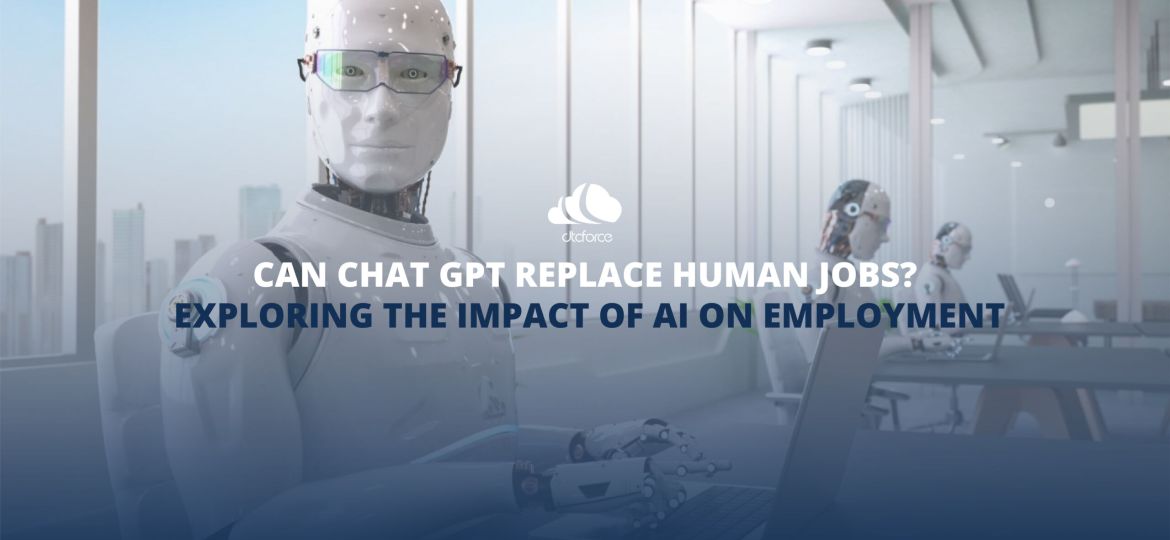 dtcforce
CAN CHAT GPT REPLACE HUMAN JOBS?
EXPLORING THE IMPACT OF AI ON EMPLOYMENT